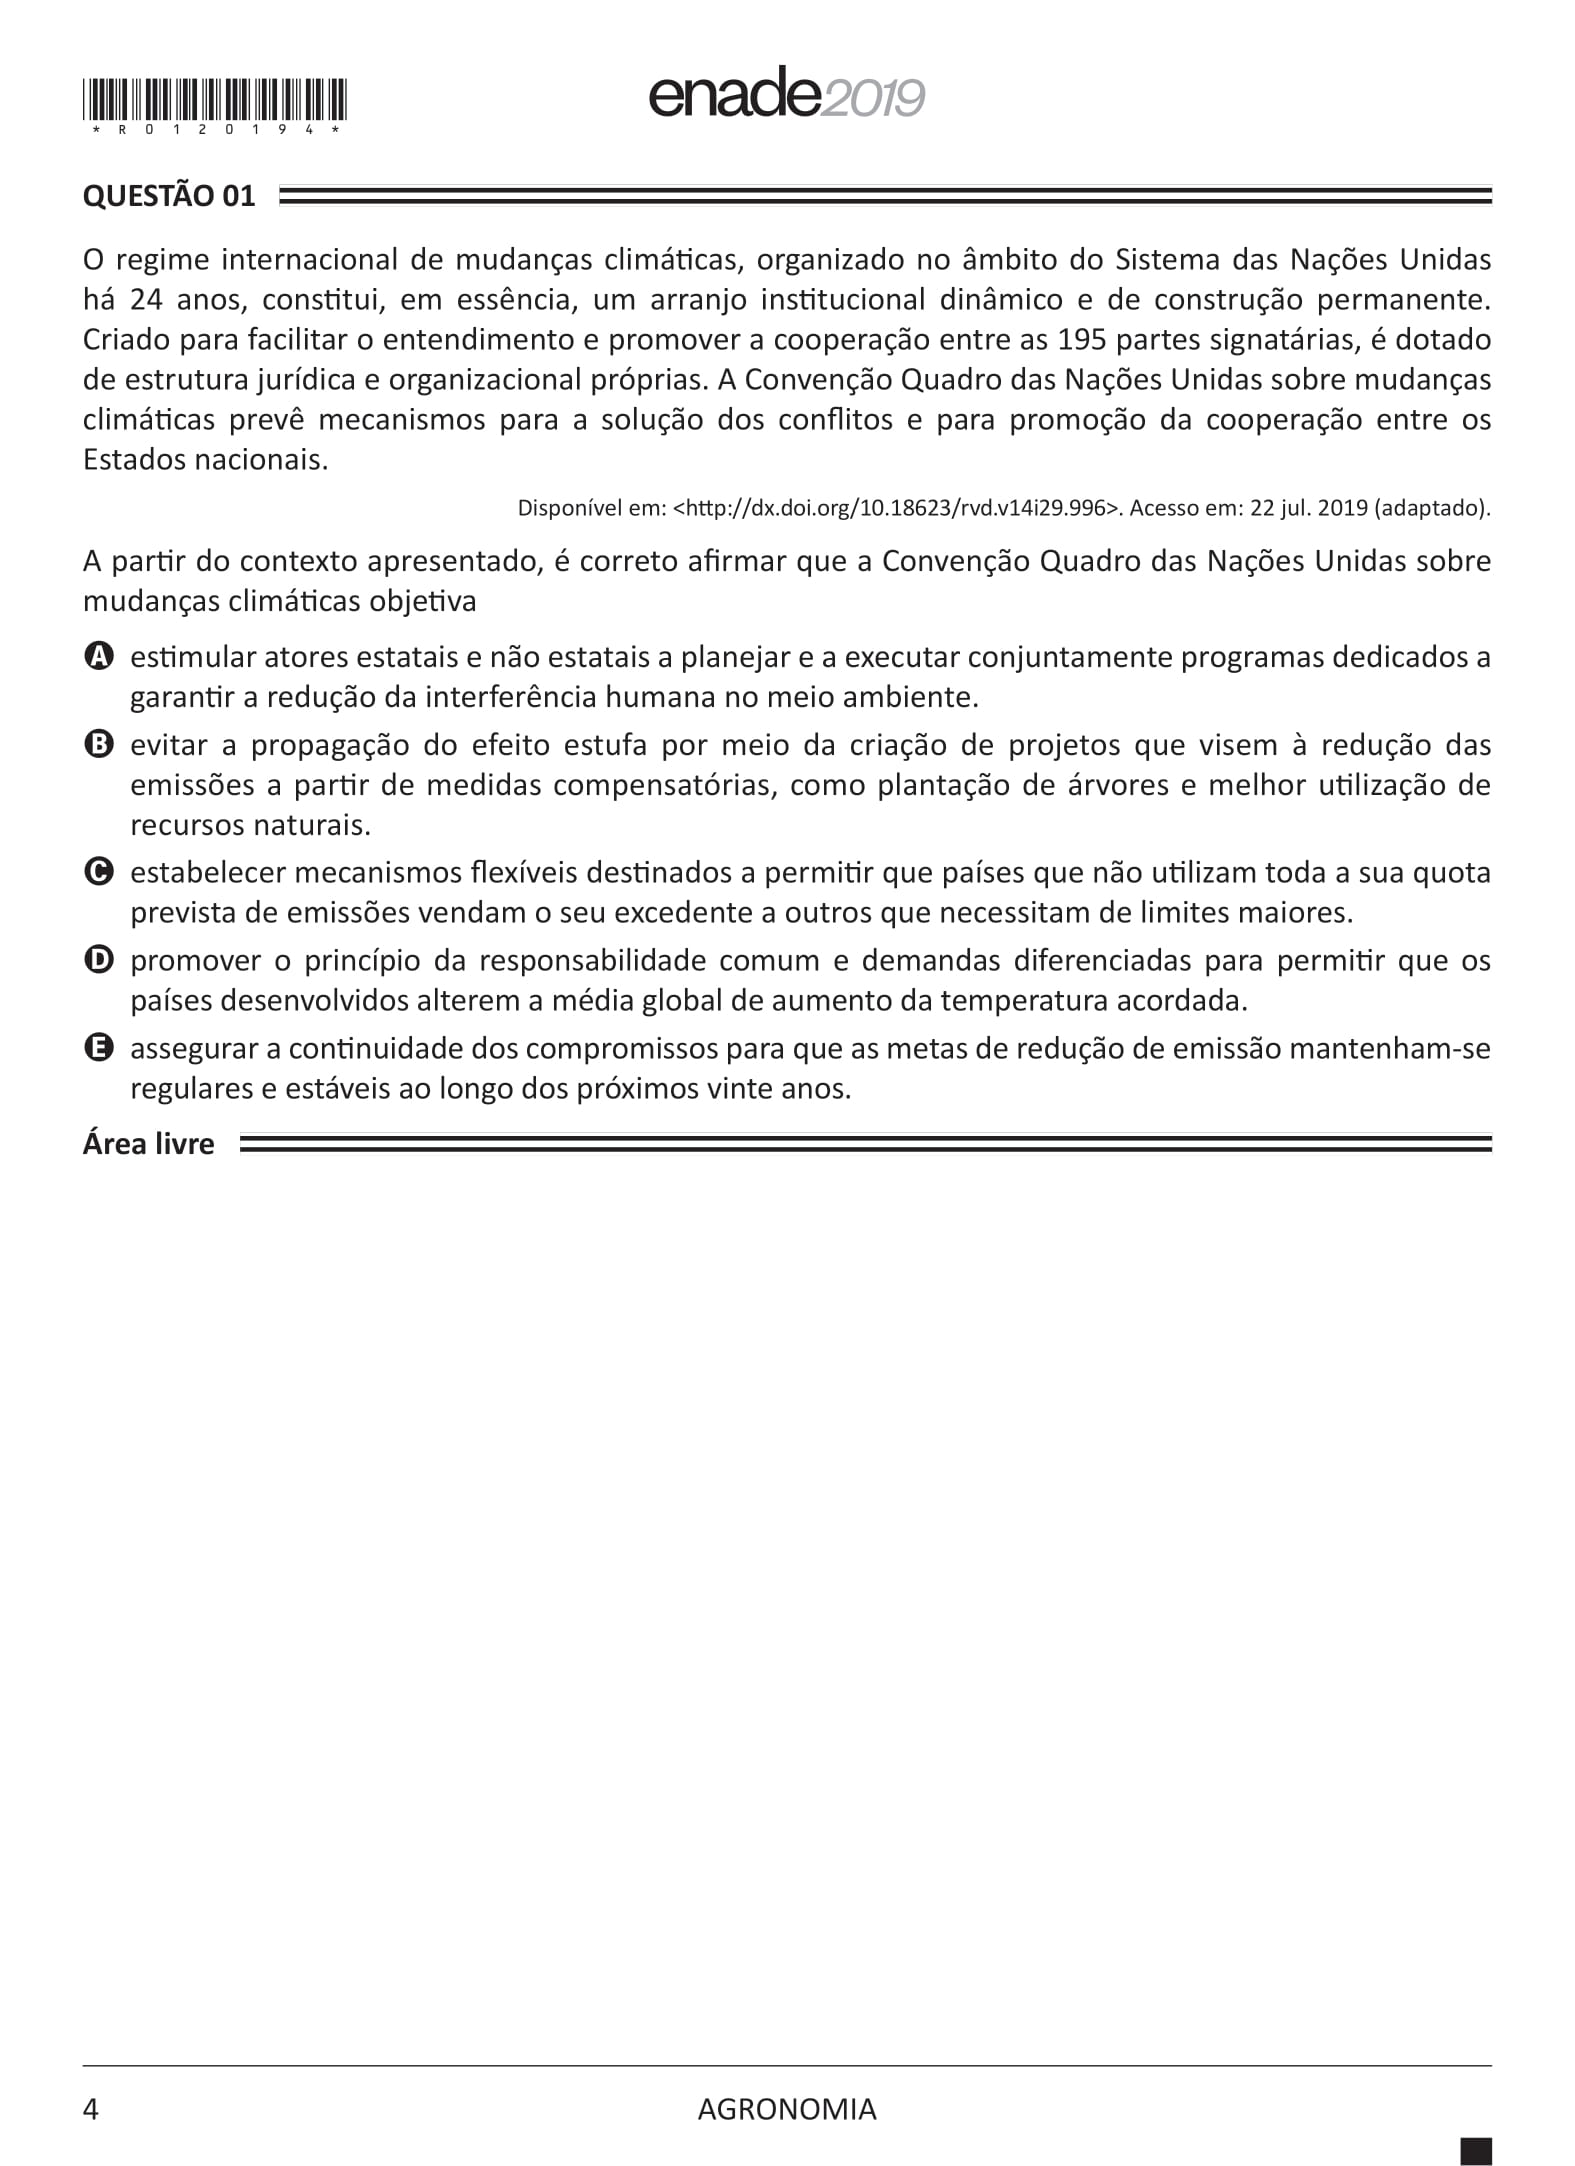 *R0120194*
enade2019
QUESTÃO 01
O regime internacional de mudanças climáticas, organizado no âmbito do Sistema das Nações Unidas
há 24 anos, constitui, em essência, um arranjo institucional dinâmico e de construção permanente.
Criado para facilitar o entendimento e promover a cooperação entre as 195 partes signatárias, é dotado
de estrutura jurídica e organizacional próprias. A Convenção Quadro das Nações Unidas sobre mudanças
climáticas prevê mecanismos para a solução dos conflitos e para promoção da cooperação entre os
Estados nacionais.
Disponível em: <http://dx.doi.org/10.18623/rvd.v14i29.996>. Acesso em: 22 jul. 2019 (adaptado).
A partir do contexto apresentado, é correto afirmar que a Convenção Quadro das Nações Unidas sobre
mudanças climáticas objetiva
A estimular atores estatais e não estatais a planejar e a executar conjuntamente programas dedicados a
garantir a redução da interferência humana no meio ambiente.
B evitar a propagação do efeito estufa por meio da criação de projetos que visem à redução das
emissões a partir de medidas compensatórias, como plantação de árvores e melhor utilização de
recursos naturais.
C estabelecer mecanismos flexíveis destinados a permitir que países que não utilizam toda a sua quota
prevista de emissões vendam o seu excedente a outros que necessitam de limites maiores.
D promover o princípio da responsabilidade comum e demandas diferenciadas para permitir que os
países desenvolvidos alterem a média global de aumento da temperatura acordada.
E assegurar a continuidade dos compromissos para que as metas de redução de emissão mantenham-se
regulares e estáveis ao longo dos próximos vinte anos.
Área livre
4
AGRONOMIA